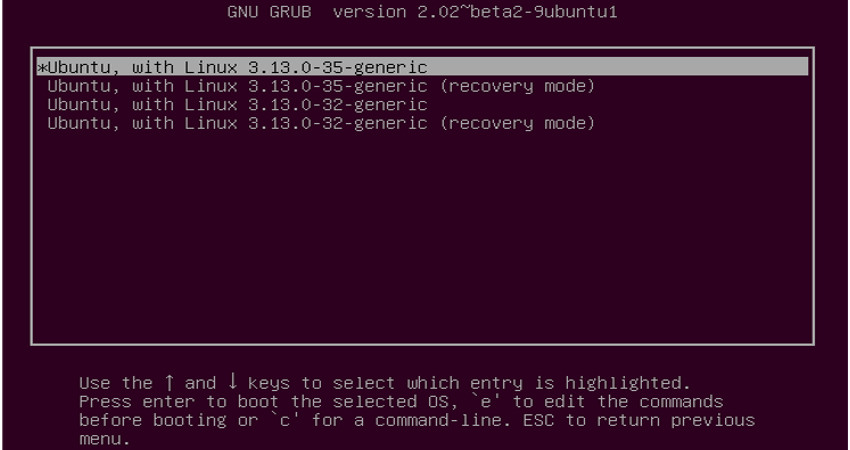 GNU GRUB  version 2.02~beta2-9ubuntu1
*Ubuntu, with Linux 3.13.0-35-generic
Ubuntu, with Linux 3.13.0-35-generic (recovery mode)
Ubuntu, with Linux 3.13.0-32-generic
Ubuntu, with Linux 3.13.0-32-generic (recovery mode)
Use the ↑ and ↓ keys to select which entry is highlighted.
Press enter to boot the selected OS, `e' to edit the commands
before booting or `c' for a command-line. ESC to return previous
menu.